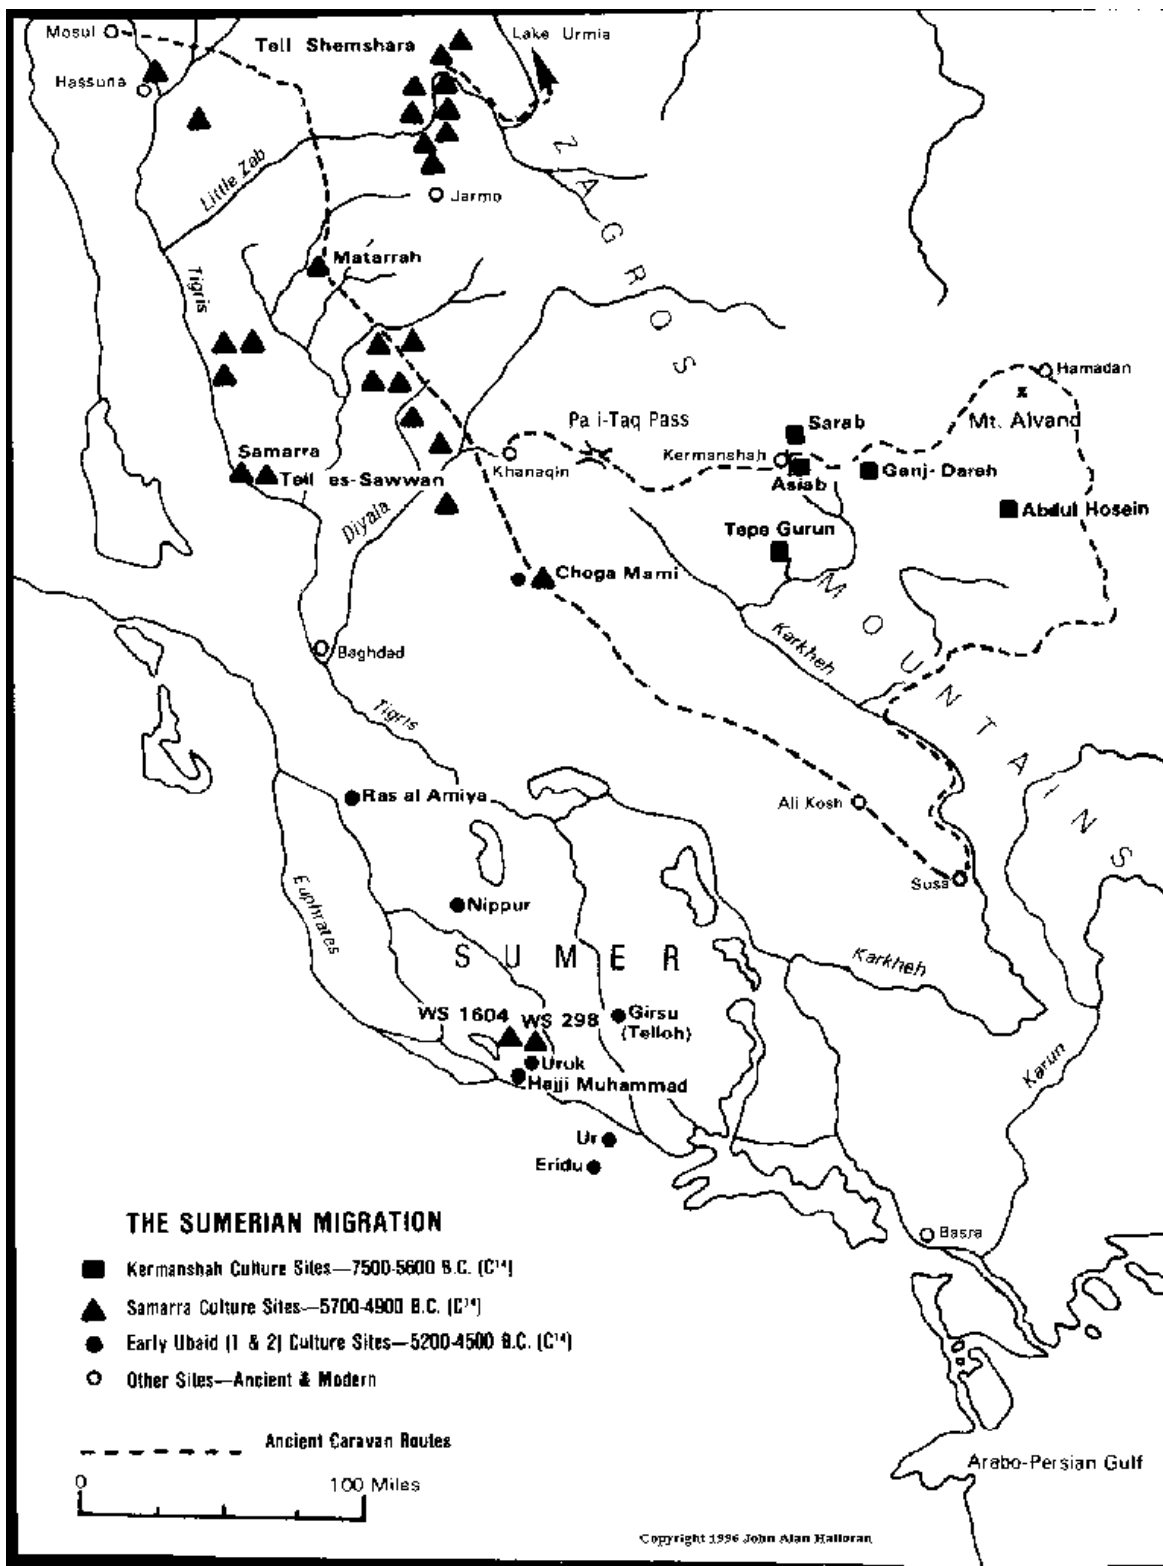 Mosul
Tell Shemshara
Lake Urmia
Hassuna
Little Zab
Jarmo
ZAGROS
Matarrah
Tigris
Hamadan
Mt. Alvand
Pa i-Taq Pass
Sarab
Kermanshah
Samarra
Khanaqin
Ganj-Dareh
Tell es-Sawwan
Asiab
Abdul Hosein
Diyala
Tepe Gurun
Choga Mami
MOUNTAINS
Karkheh
Baghdad
Tigris
Ras al Amiya
Ali Kosh
Susa
Euphrates
Nippur
SUMER
Karkheh
WS 1604
WS 298
Girsu
(Telloh)
Uruk
Hajji Muhammad
Karun
Ur
Eridu
Basra
THE SUMERIAN MIGRATION
Kermanshah Culture Sites—7500-5600 B.C. (C¹⁴)
Samarra Culture Sites—5700-4900 B.C. (C¹⁴)
Early Ubaid (1 & 2) Culture Sites—5200-4500 B.C. (C¹⁴)
Other Sites—Ancient & Modern
Ancient Caravan Routes
0 100 Miles
Arabo-Persian Gulf
Copyright 1996 John Alan Halloran